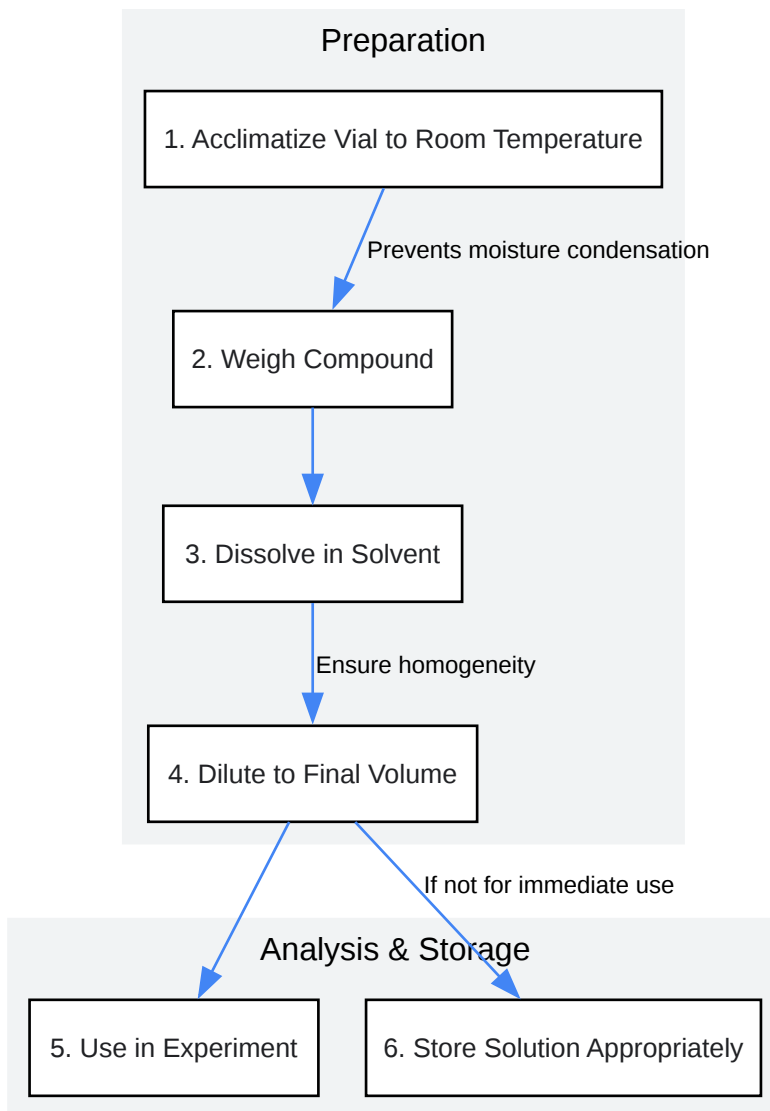 Preparation
1. Acclimatize Vial to Room Temperature
Prevents moisture condensation
2. Weigh Compound
3. Dissolve in Solvent
Ensure homogeneity
4. Dilute to Final Volume
If not for immediate use
Analysis & Storage
5. Use in Experiment
6. Store Solution Appropriately